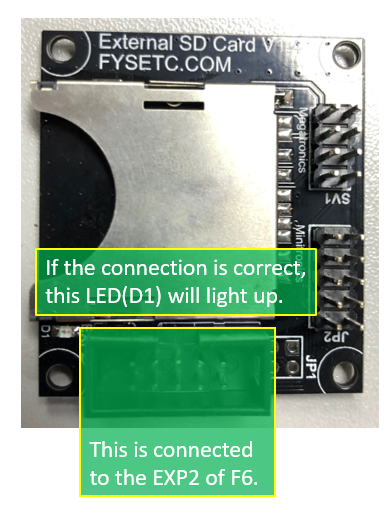 External SD Card V1
FYSETC.COM
Megatronics
SV1
Minitronics
If the connection is correct,
this LED(D1) will light up.
D1
JP2
JP1
This is connected
to the EXP2 of F6.